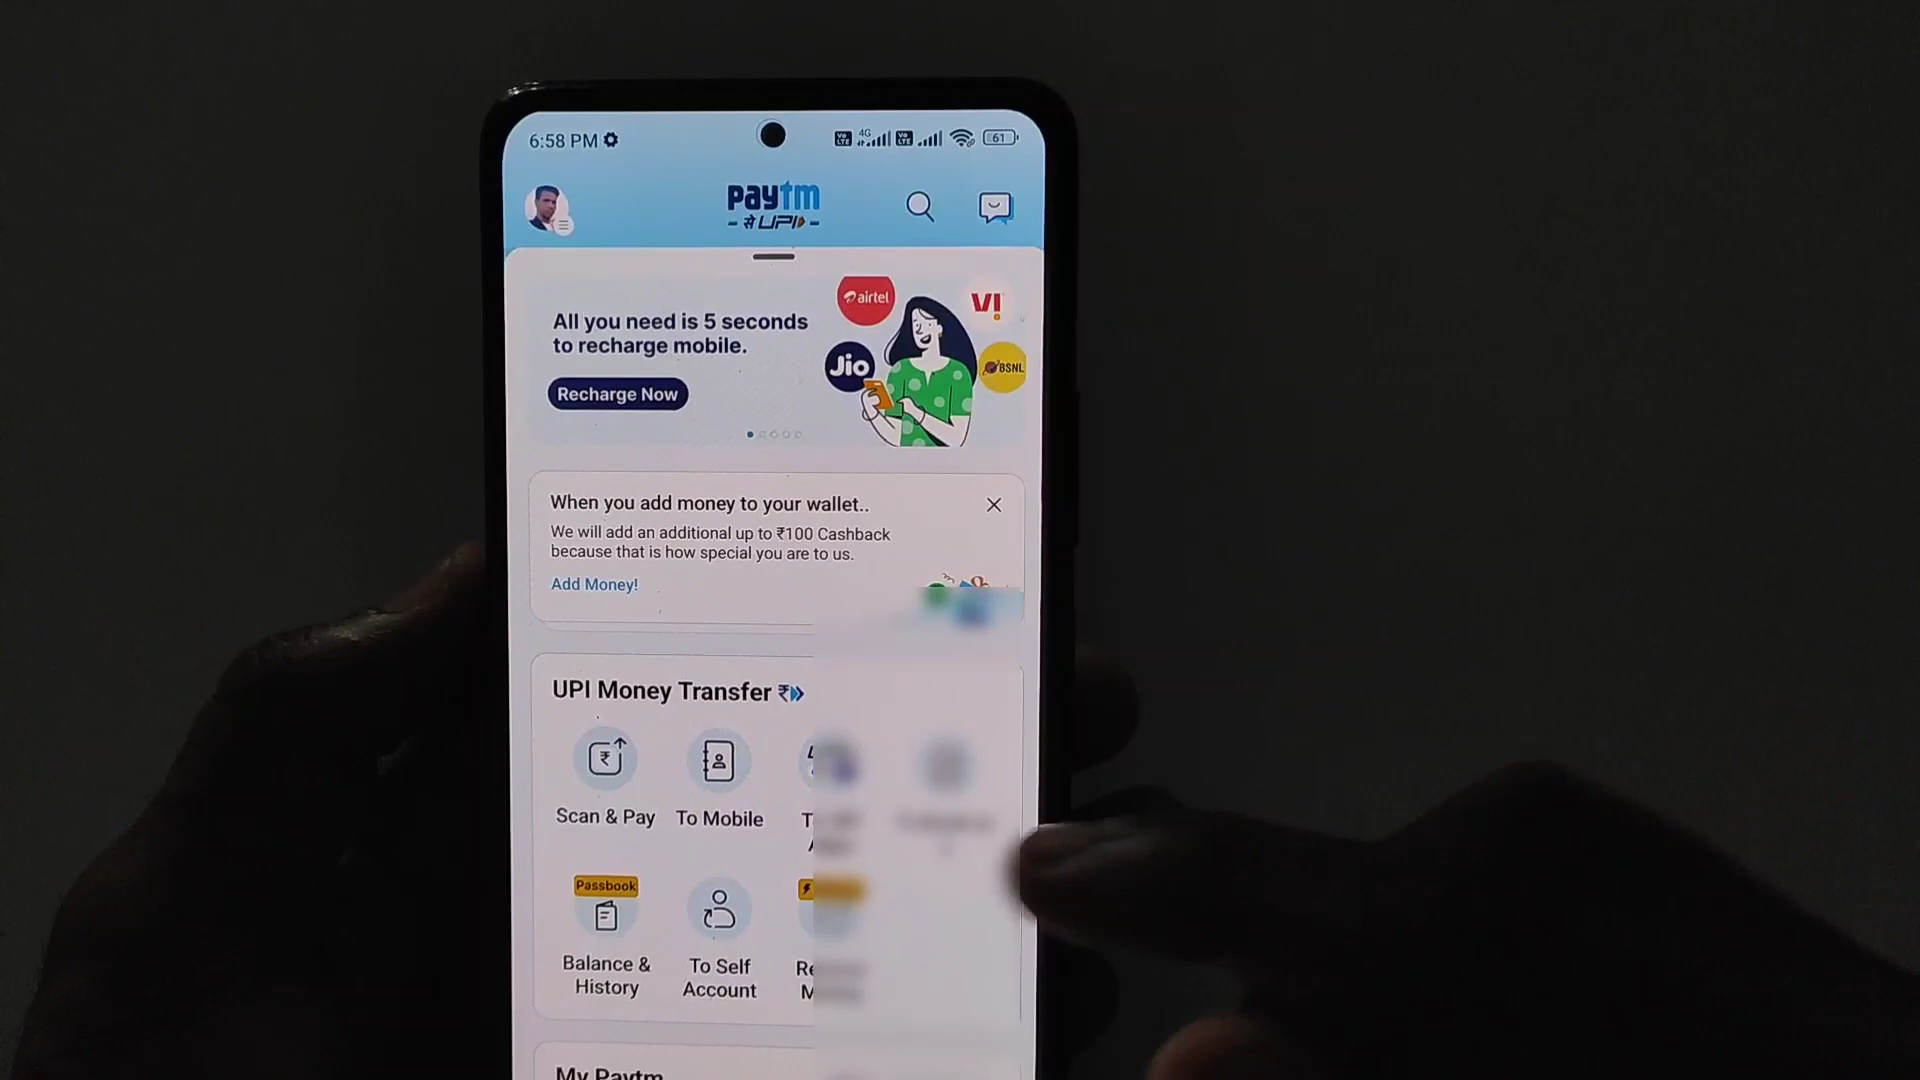 6:58 PM
4G
61
paytm
से UPI
airtel
VI
All you need is 5 seconds
to recharge mobile.
Jio
BSNL
Recharge Now
When you add money to your wallet..
We will add an additional up to ₹100 Cashback
because that is how special you are to us.
Add Money!
UPI Money Transfer
Scan & Pay
To Mobile
Passbook
Balance &
History
To Self
Account
My Paytm